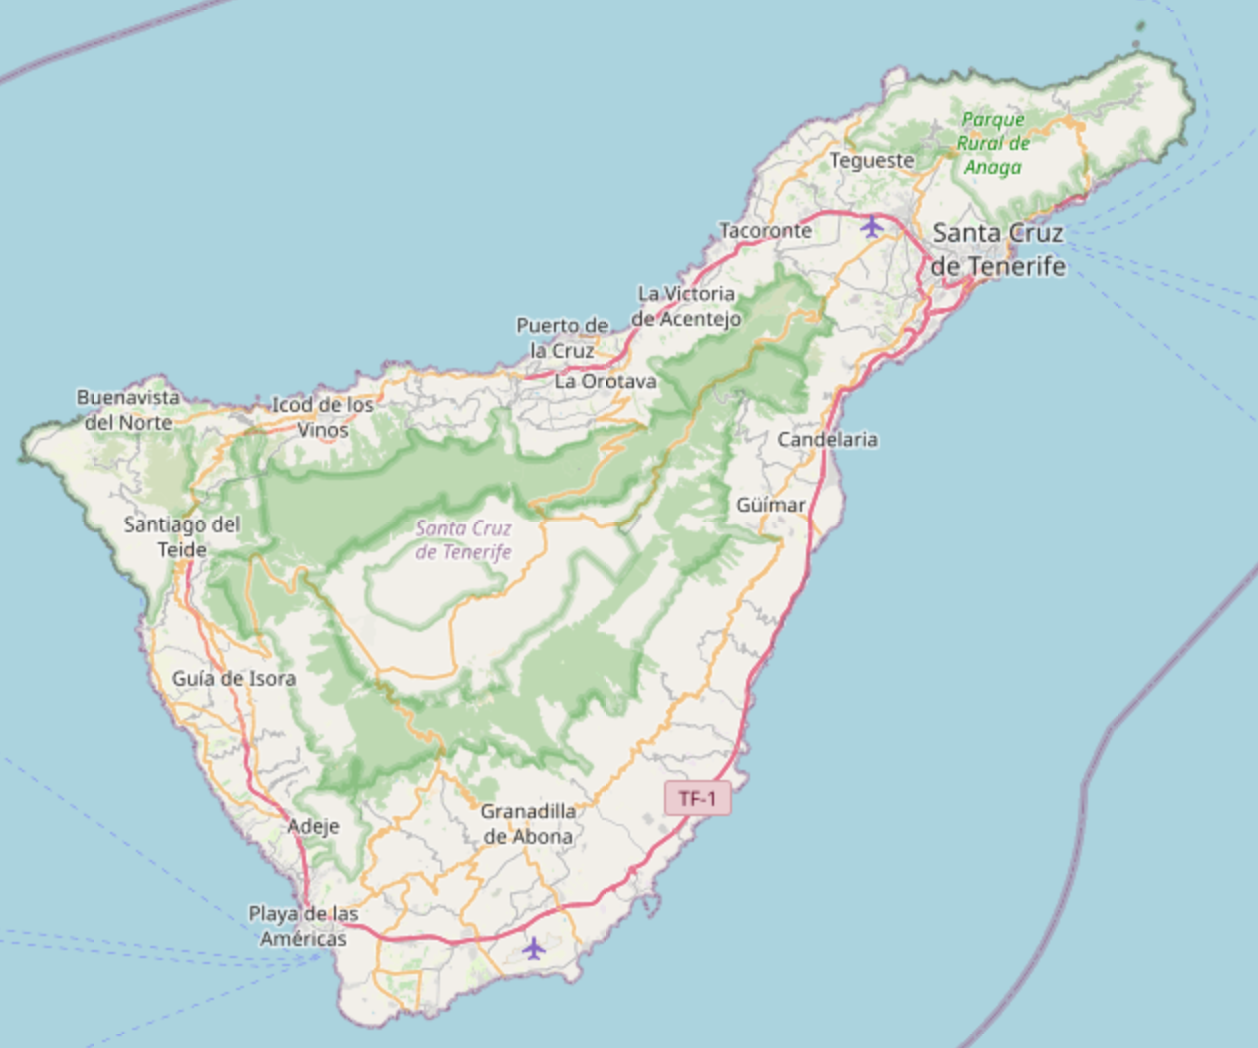 Parque
Rural de
Anaga
Tegueste
Tacoronte
Santa Cruz
de Tenerife
La Victoria
de Acentejo
Puerto de
la Cruz
La Orotava
Buenavista
del Norte
Icod de los
Vinos
Candelaria
Güímar
Santiago del
Teide
Santa Cruz
de Tenerife
Guía de Isora
TF-1
Granadilla
de Abona
Adeje
Playa de las
Américas